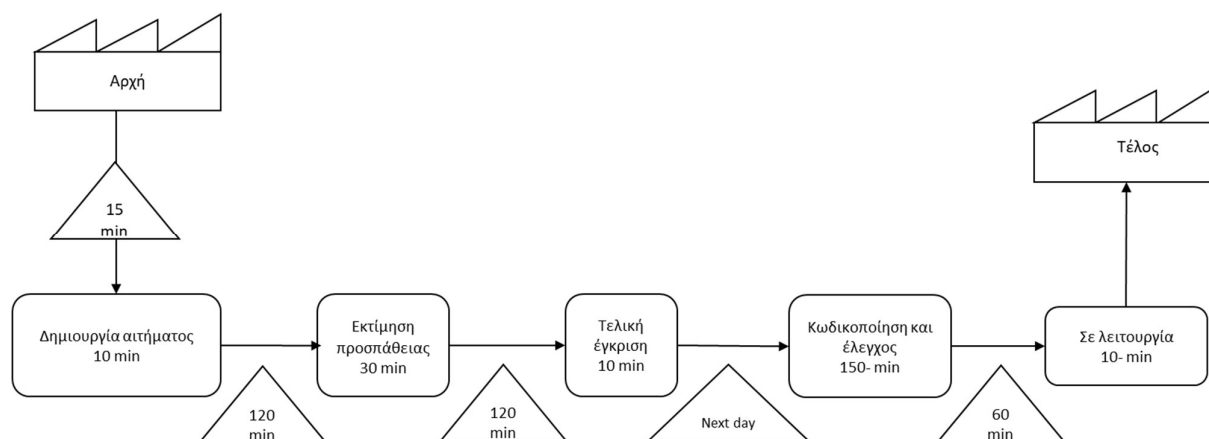 Αρχή
Τέλος
15
min
Δημιουργία αιτήματος
10 min
Εκτίμηση
προσπάθειας
30 min
Τελική
έγκριση
10 min
Κωδικοποίηση και
έλεγχος
150- min
Σε λειτουργία
10- min
120
min
120
min
Next day
60
min